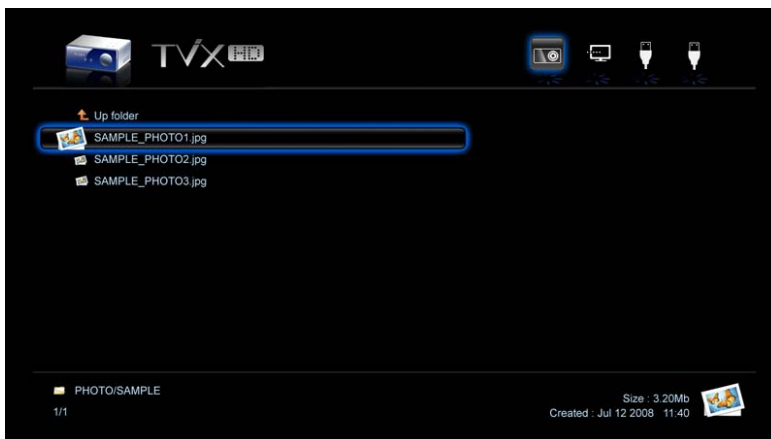 TViX HD
Up folder
SAMPLE_PHOTO1.jpg
SAMPLE_PHOTO2.jpg
SAMPLE_PHOTO3.jpg
PHOTO/SAMPLE
1/1
Size : 3.20Mb
Created : Jul 12 2008 11:40